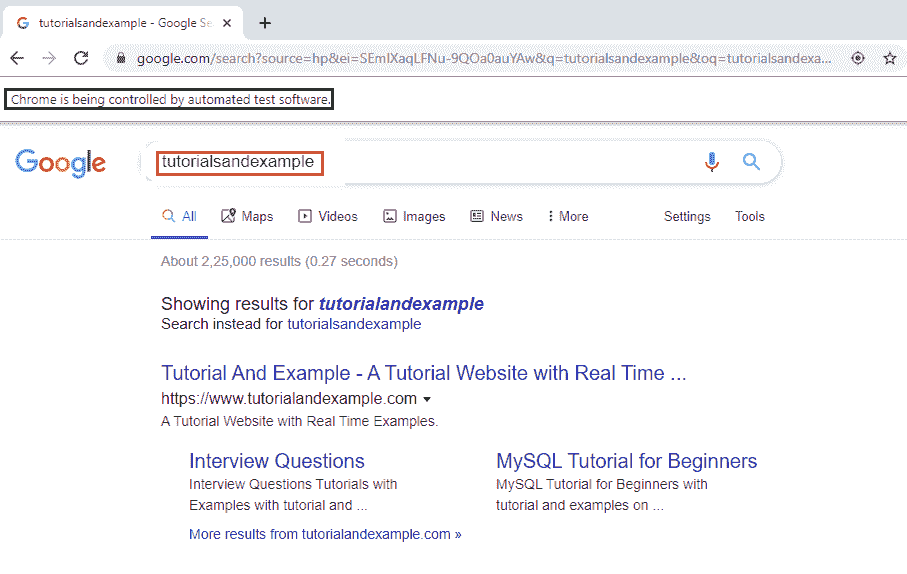 tutorialsandexample - Google Se
google.com/search?source=hp&ei=SEmIXaqLFNu-9QOa0auYAw&q=tutorialsandexample&oq=tutorialsandexa...
Chrome is being controlled by automated test software.
Google tutorialsandexample
All Maps Videos Images News More Settings Tools
About 2,25,000 results (0.27 seconds)
Showing results for tutorialandexample
Search instead for tutorialsandexample
Tutorial And Example - A Tutorial Website with Real Time ...
https://www.tutorialandexample.com
A Tutorial Website with Real Time Examples.
Interview Questions MySQL Tutorial for Beginners
Interview Questions Tutorials with MySQL Tutorial for Beginners with
Examples with tutorial and ... tutorial and examples on ...
More results from tutorialandexample.com »